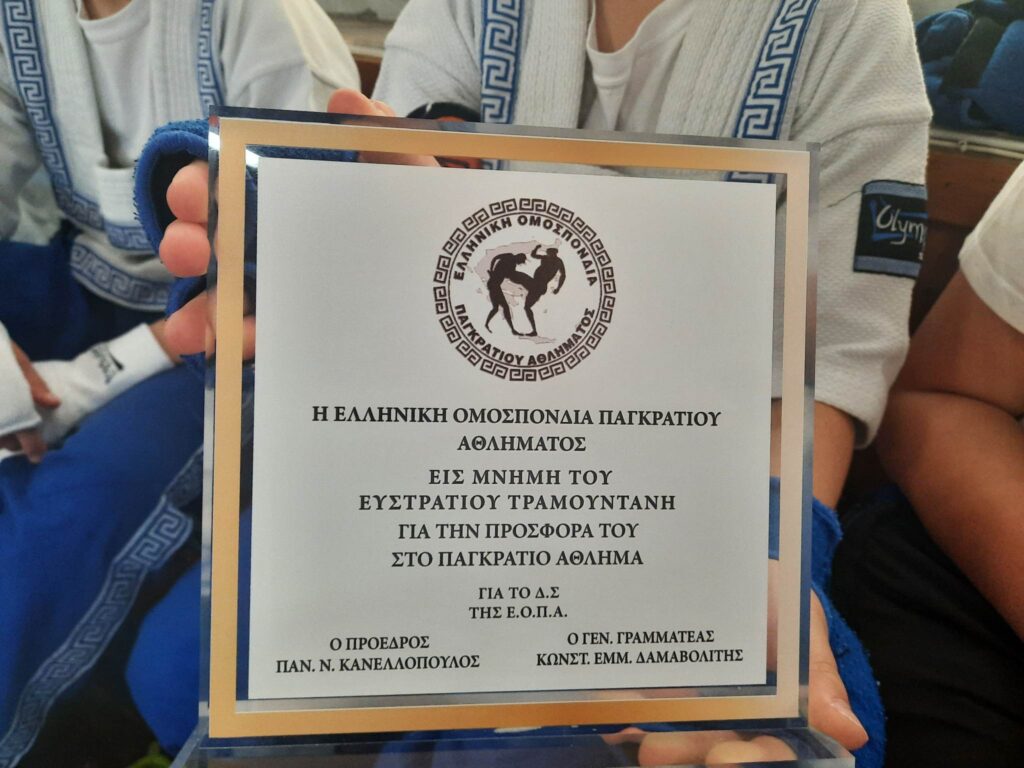 ΕΛΛΗΝΙΚΗ ΟΜΟΣΠΟΝΔΙΑ
ΠΑΓΚΡΑΤΙΟΥ ΑΘΛΗΜΑΤΟΣ
Η ΕΛΛΗΝΙΚΗ ΟΜΟΣΠΟΝΔΙΑ ΠΑΓΚΡΑΤΙΟΥ
ΑΘΛΗΜΑΤΟΣ
ΕΙΣ ΜΝΗΜΗ ΤΟΥ
ΕΥΣΤΡΑΤΙΟΥ ΤΡΑΜΟΥΝΤΑΝΗ
ΓΙΑ ΤΗΝ ΠΡΟΣΦΟΡΑ ΤΟΥ
ΣΤΟ ΠΑΓΚΡΑΤΙΟ ΑΘΛΗΜΑ
ΓΙΑ ΤΟ Δ.Σ
ΤΗΣ Ε.Ο.Π.Α.
Ο ΠΡΟΕΔΡΟΣ
ΠΑΝ. Ν. ΚΑΝΕΛΛΟΠΟΥΛΟΣ
Ο ΓΕΝ. ΓΡΑΜΜΑΤΕΑΣ
ΚΩΝΣΤ. ΕΜΜ. ΔΑΜΑΒΟΛΙΤΗΣ